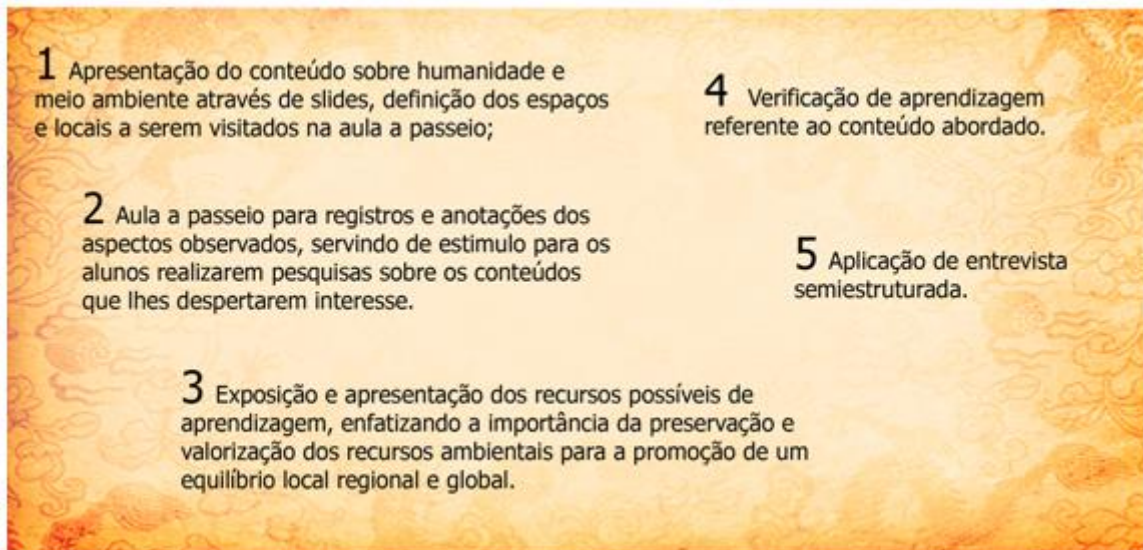 1 Apresentação do conteúdo sobre humanidade e
meio ambiente através de slides, definição dos espaços
e locais a serem visitados na aula a passeio;
2 Aula a passeio para registros e anotações dos
aspectos observados, servindo de estimulo para os
alunos realizarem pesquisas sobre os conteúdos
que lhes despertarem interesse.
3 Exposição e apresentação dos recursos possíveis de
aprendizagem, enfatizando a importância da preservação e
valorização dos recursos ambientais para a promoção de um
equilíbrio local regional e global.
4 Verificação de aprendizagem
referente ao conteúdo abordado.
5 Aplicação de entrevista
semiestruturada.